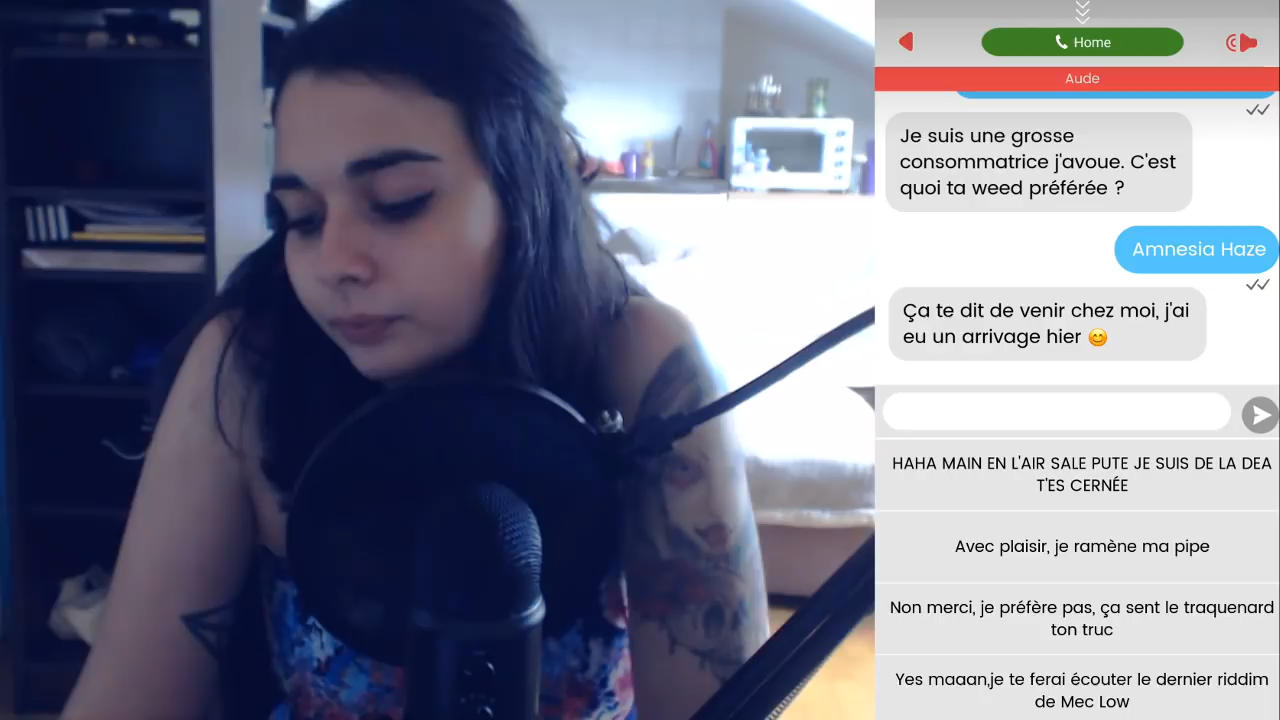 Home
Aude
Je suis une grosse
consommatrice j'avoue. C'est
quoi ta weed préférée ?
Amnesia Haze
Ça te dit de venir chez moi, j'ai
eu un arrivage hier 😊
HAHA MAIN EN L'AIR SALE PUTE JE SUIS DE LA DEA
T'ES CERNÉE
Avec plaisir, je ramène ma pipe
Non merci, je préfère pas, ça sent le traquenard
ton truc
Yes maaan,je te ferai écouter le dernier riddim
de Mec Low